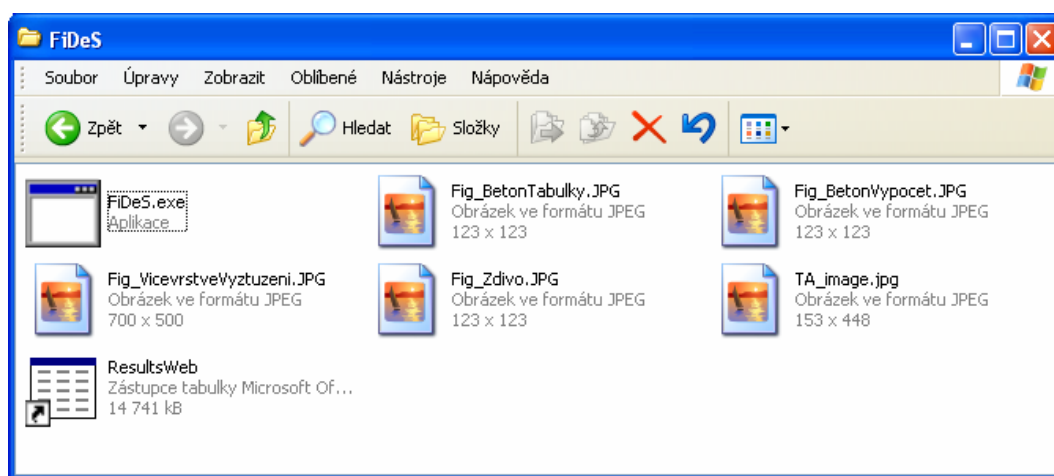 FiDeS
Soubor Úpravy Zobrazit Oblíbené Nástroje Nápověda
Zpět Hledat Složky
FiDeS.exe
Aplikace
Fig_BetonTabulky.JPG
Obrázek ve formátu JPEG
123 x 123
Fig_BetonVypocet.JPG
Obrázek ve formátu JPEG
123 x 123
Fig_VicevrstveVyztuzeni.JPG
Obrázek ve formátu JPEG
700 x 500
Fig_Zdivo.JPG
Obrázek ve formátu JPEG
123 x 123
TA_image.jpg
Obrázek ve formátu JPEG
153 x 448
ResultsWeb
Zástupce tabulky Microsoft Of...
14 741 kB